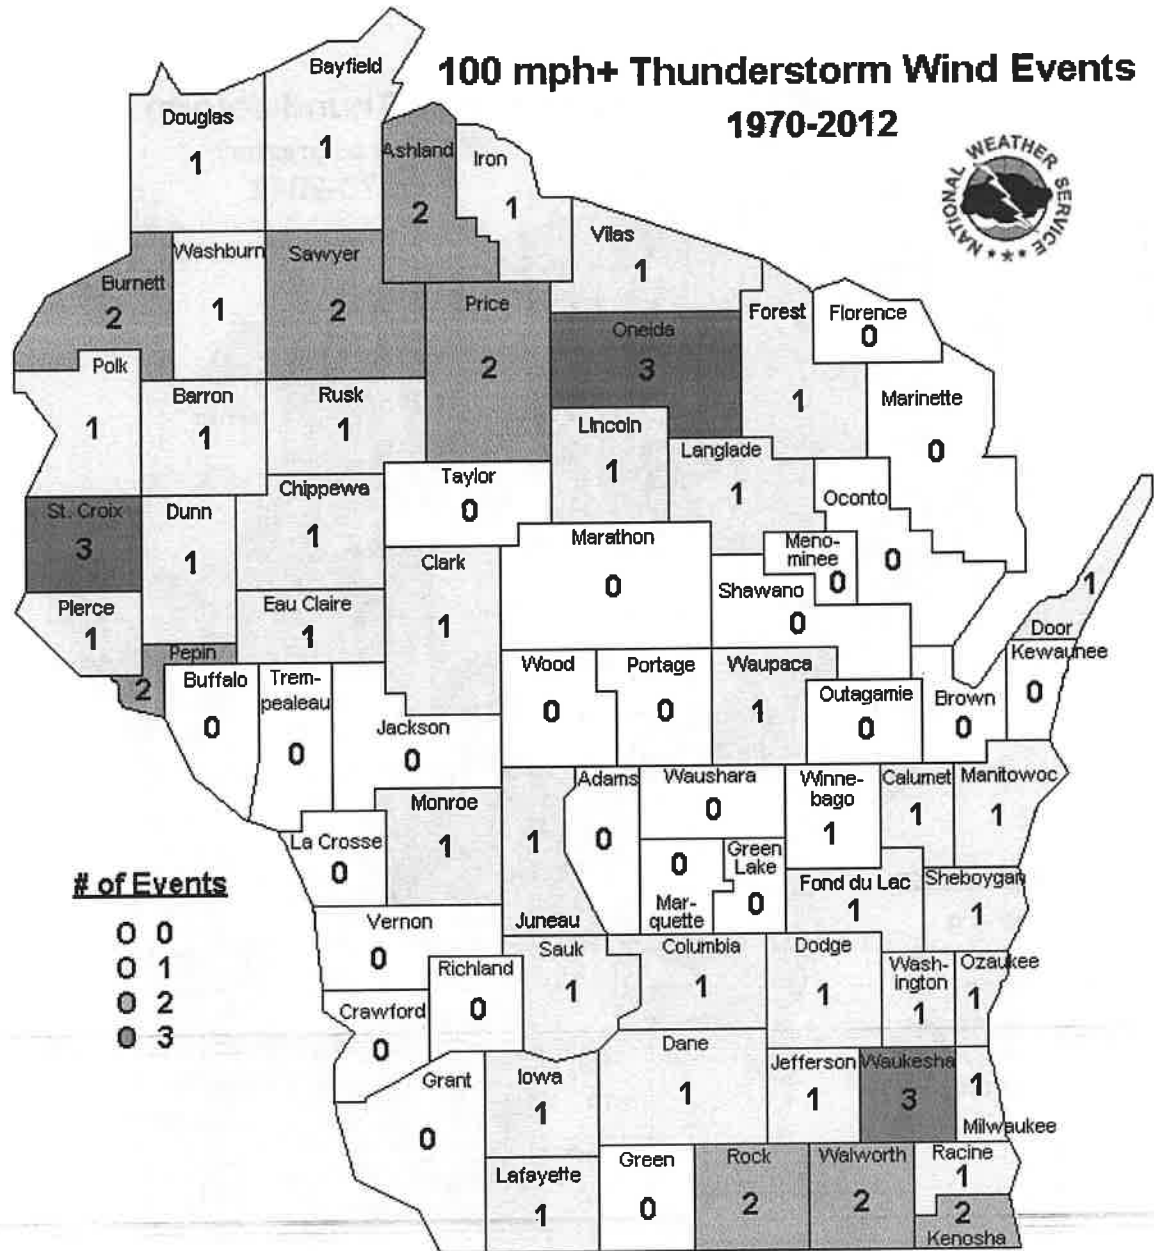 100 mph+ Thunderstorm Wind Events
1970-2012
NATIONAL WEATHER SERVICE
Bayfield
1
Douglas
1
Ashland
2
Iron
1
Vilas
1
Washburn
1
Sawyer
2
Burnett
2
Price
2
Oneida
3
Forest
1
Florence
0
Polk
1
Barron
1
Rusk
1
Lincoln
1
Langlade
1
Marinette
0
Taylor
0
Chippewa
1
Oconto
0
St. Croix
3
Dunn
1
Clark
1
Marathon
0
Meno-
minee
0
Shawano
0
Door
1
Pierce
1
Eau Claire
1
Pepin
2
Buffalo
0
Trem-
pealeau
0
Jackson
0
Wood
0
Portage
0
Waupaca
1
Outagamie
0
Brown
0
Kewaunee
0
Monroe
1
Juneau
1
Adams
0
Waushara
0
Winne-
bago
1
Calumet
1
Manitowoc
1
La Crosse
0
0
Mar-
quette
Green
Lake
0
Fond du Lac
1
Sheboygan
1
# of Events
0 0
0 1
0 2
0 3
Vernon
0
Richland
0
Sauk
1
Columbia
1
Dodge
1
Wash-
ington
1
Ozaukee
1
Crawford
0
Grant
0
Iowa
1
Dane
1
Jefferson
1
Waukesha
3
1
Milwaukee
Lafayette
1
Green
0
Rock
2
Walworth
2
Racine
1
2
Kenosha